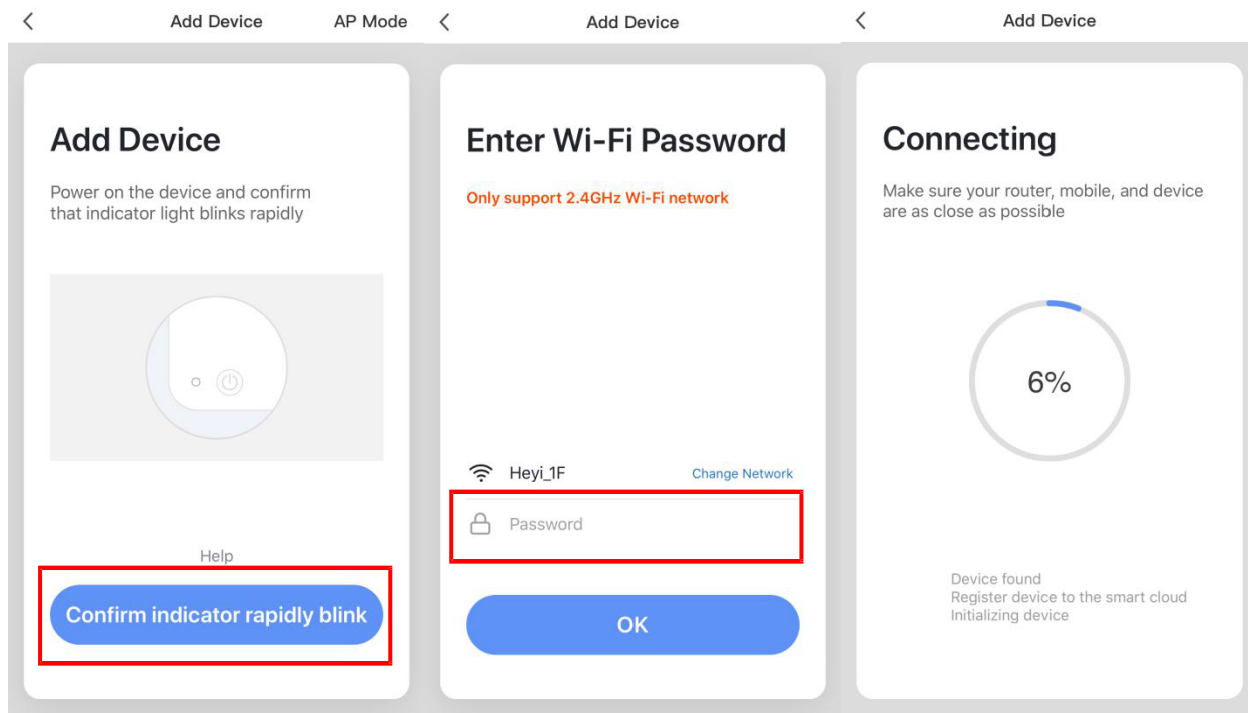 Add Device
AP Mode
Add Device
Power on the device and confirm
that indicator light blinks rapidly
Help
Confirm indicator rapidly blink
Add Device
Enter Wi-Fi Password
Only support 2.4GHz Wi-Fi network
Heyi_1F
Change Network
Password
OK
Add Device
Connecting
Make sure your router, mobile, and device
are as close as possible
6%
Device found
Register device to the smart cloud
Initializing device